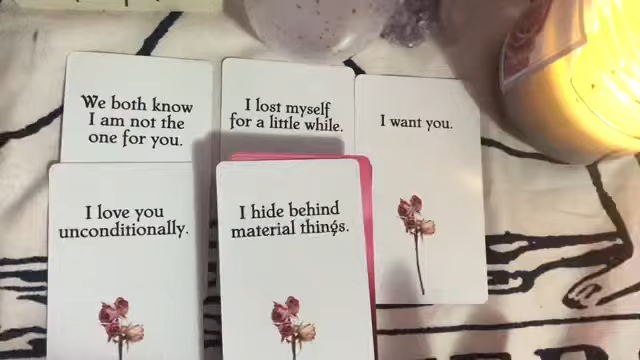 We both know
I am not the
one for you.
I lost myself
for a little while.
I want you.
I love you
unconditionally.
I hide behind
material things.